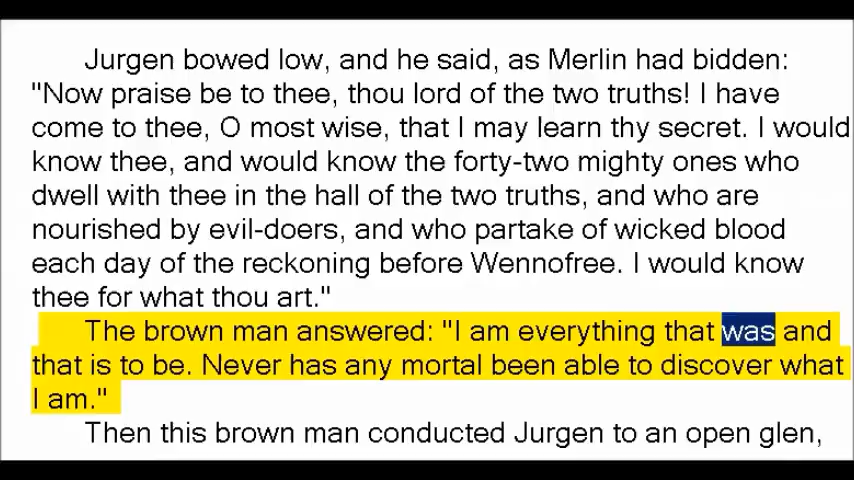 Jurgen bowed low, and he said, as Merlin had bidden:
"Now praise be to thee, thou lord of the two truths! I have
come to thee, O most wise, that I may learn thy secret. I would
know thee, and would know the forty-two mighty ones who
dwell with thee in the hall of the two truths, and who are
nourished by evil-doers, and who partake of wicked blood
each day of the reckoning before Wennofree. I would know
thee for what thou art."
The brown man answered: "I am everything that was and
that is to be. Never has any mortal been able to discover what
I am."
Then this brown man conducted Jurgen to an open glen,